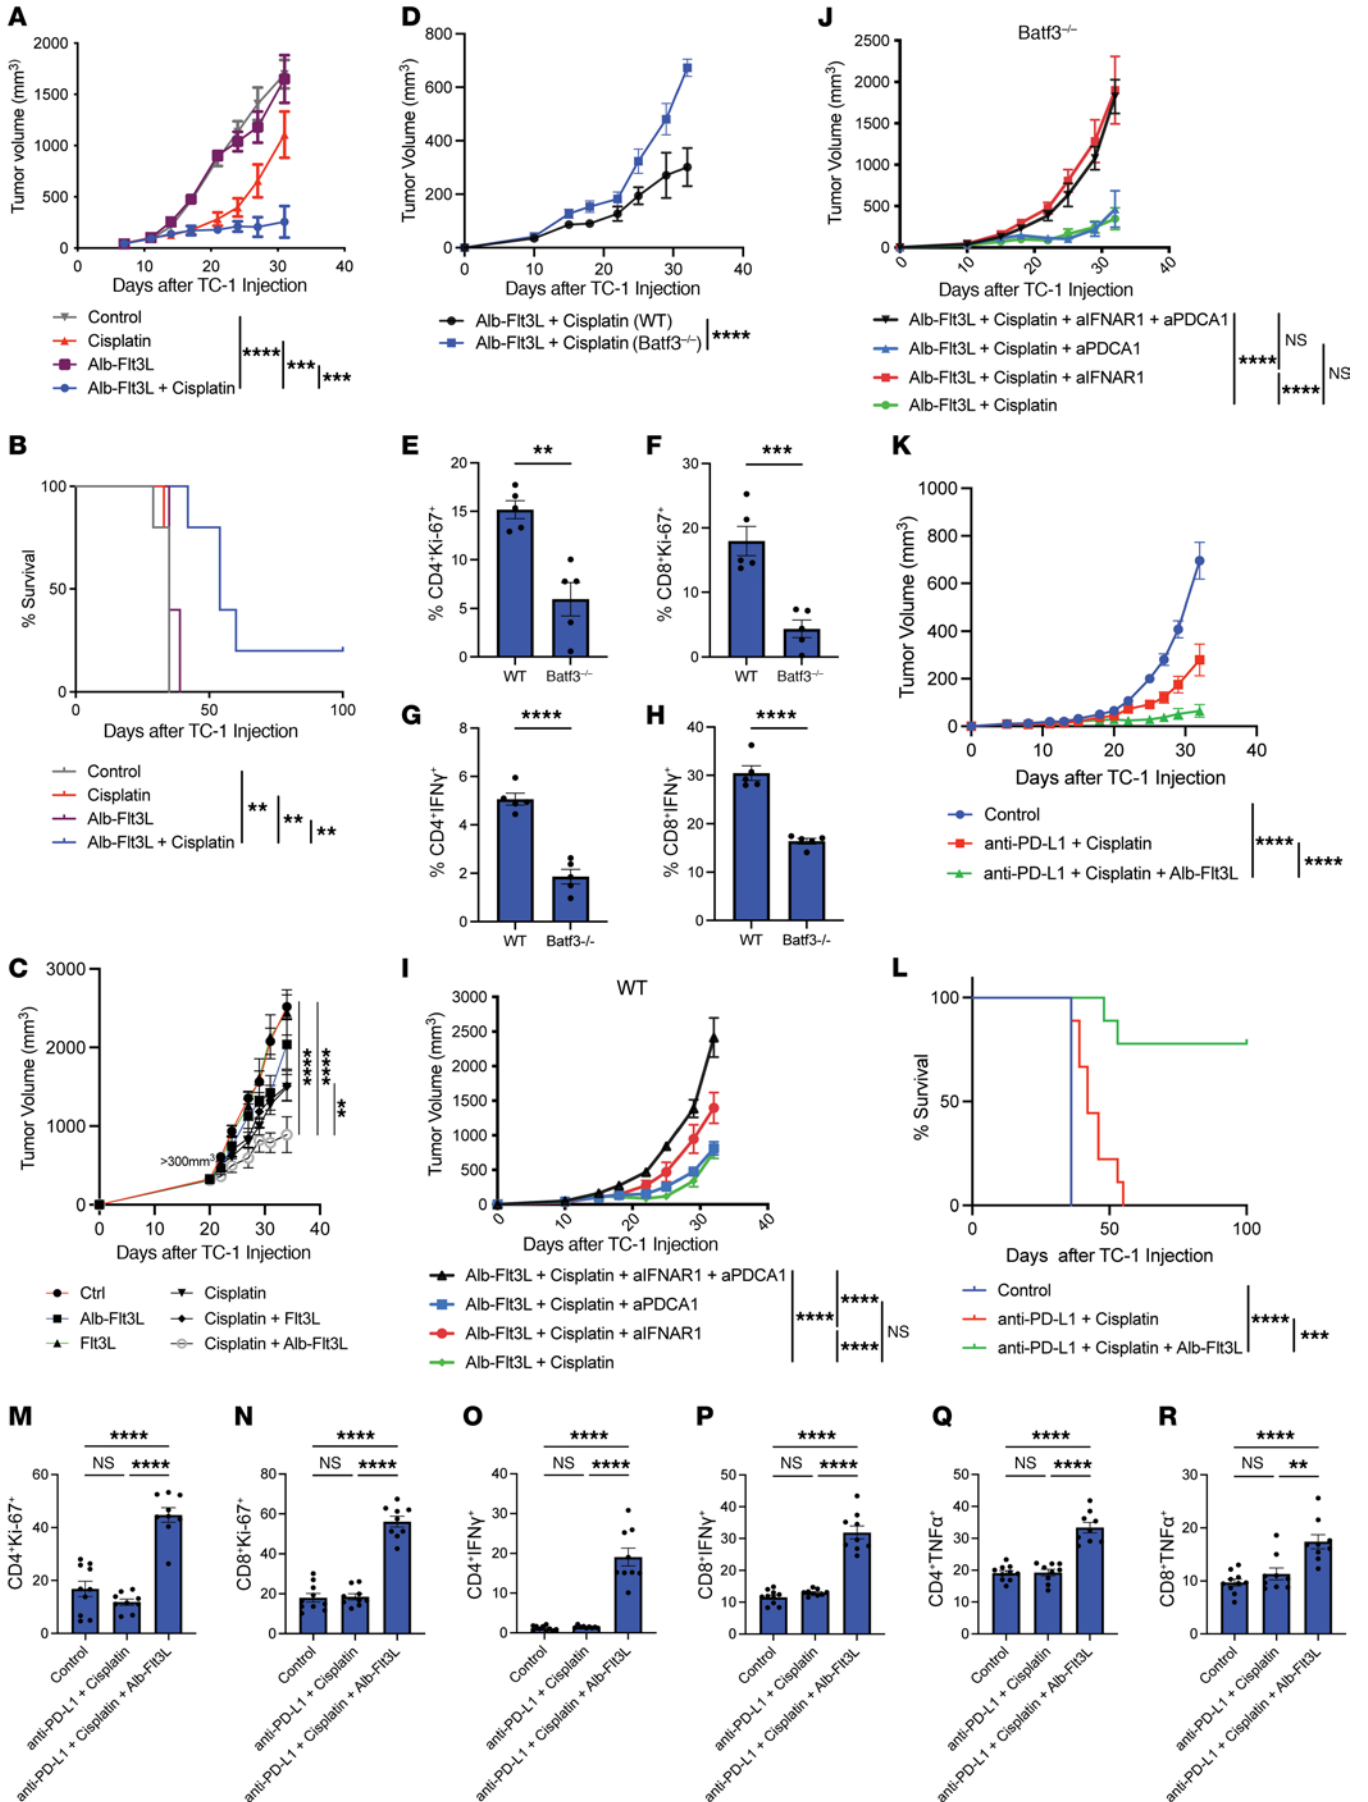 A
Tumor volume (mm³)
2000
1500
1000
500
0
0 10 20 30 40
Days after TC-1 Injection
Control
Cisplatin
Alb-Flt3L
Alb-Flt3L + Cisplatin
****
***
***
B
% Survival
100
50
0
0 50 100
Days after TC-1 Injection
Control
Cisplatin
Alb-Flt3L
Alb-Flt3L + Cisplatin
**
**
**
C
Tumor Volume (mm³)
3000
2000
1000
0
>300mm³
****
****
**
0 10 20 30 40
Days after TC-1 Injection
Ctrl
Alb-Flt3L
Flt3L
Cisplatin
Cisplatin + Flt3L
Cisplatin + Alb-Flt3L
D
Tumor Volume (mm³)
800
600
400
200
0
0 10 20 30 40
Days after TC-1 Injection
Alb-Flt3L + Cisplatin (WT)
Alb-Flt3L + Cisplatin (Batf3⁻/⁻)
****
E
% CD4⁺Ki-67⁺
20
15
10
5
0
**
WT Batf3⁻/⁻
F
% CD8⁺Ki-67⁺
30
20
10
0
***
WT Batf3⁻/⁻
G
% CD4⁺IFNγ⁺
8
6
4
2
0
****
WT Batf3-/-
H
% CD8⁺IFNγ⁺
40
30
20
10
0
****
WT Batf3-/-
I
WT
Tumor Volume (mm³)
3000
2500
2000
1500
1000
500
0
0 10 20 30 40
Days after TC-1 Injection
Alb-Flt3L + Cisplatin + aIFNAR1 + aPDCA1
Alb-Flt3L + Cisplatin + aPDCA1
Alb-Flt3L + Cisplatin + aIFNAR1
Alb-Flt3L + Cisplatin
****
****
****
NS
J
Batf3⁻/⁻
Tumor Volume (mm³)
2500
2000
1500
1000
500
0
0 10 20 30 40
Days after TC-1 Injection
Alb-Flt3L + Cisplatin + aIFNAR1 + aPDCA1
Alb-Flt3L + Cisplatin + aPDCA1
Alb-Flt3L + Cisplatin + aIFNAR1
Alb-Flt3L + Cisplatin
****
NS
****
NS
K
Tumor Volume (mm³)
1000
800
600
400
200
0
0 10 20 30 40
Days after TC-1 Injection
Control
anti-PD-L1 + Cisplatin
anti-PD-L1 + Cisplatin + Alb-Flt3L
****
****
L
% Survival
100
50
0
0 50 100
Days after TC-1 Injection
Control
anti-PD-L1 + Cisplatin
anti-PD-L1 + Cisplatin + Alb-Flt3L
****
***
M
CD4⁺Ki-67⁺
60
40
20
0
****
NS ****
Control
anti-PD-L1 + Cisplatin
anti-PD-L1 + Cisplatin + Alb-Flt3L
N
CD8⁺Ki-67⁺
80
60
40
20
0
****
NS ****
Control
anti-PD-L1 + Cisplatin
anti-PD-L1 + Cisplatin + Alb-Flt3L
O
CD4⁺IFNγ⁺
40
30
20
10
0
****
NS ****
Control
anti-PD-L1 + Cisplatin
anti-PD-L1 + Cisplatin + Alb-Flt3L
P
CD8⁺IFNγ⁺
50
40
30
20
10
0
****
NS ****
Control
anti-PD-L1 + Cisplatin
anti-PD-L1 + Cisplatin + Alb-Flt3L
Q
CD4⁺TNFα⁺
50
40
30
20
10
0
****
NS ****
Control
anti-PD-L1 + Cisplatin
anti-PD-L1 + Cisplatin + Alb-Flt3L
R
CD8⁺TNFα⁺
30
20
10
0
****
NS **
Control
anti-PD-L1 + Cisplatin
anti-PD-L1 + Cisplatin + Alb-Flt3L